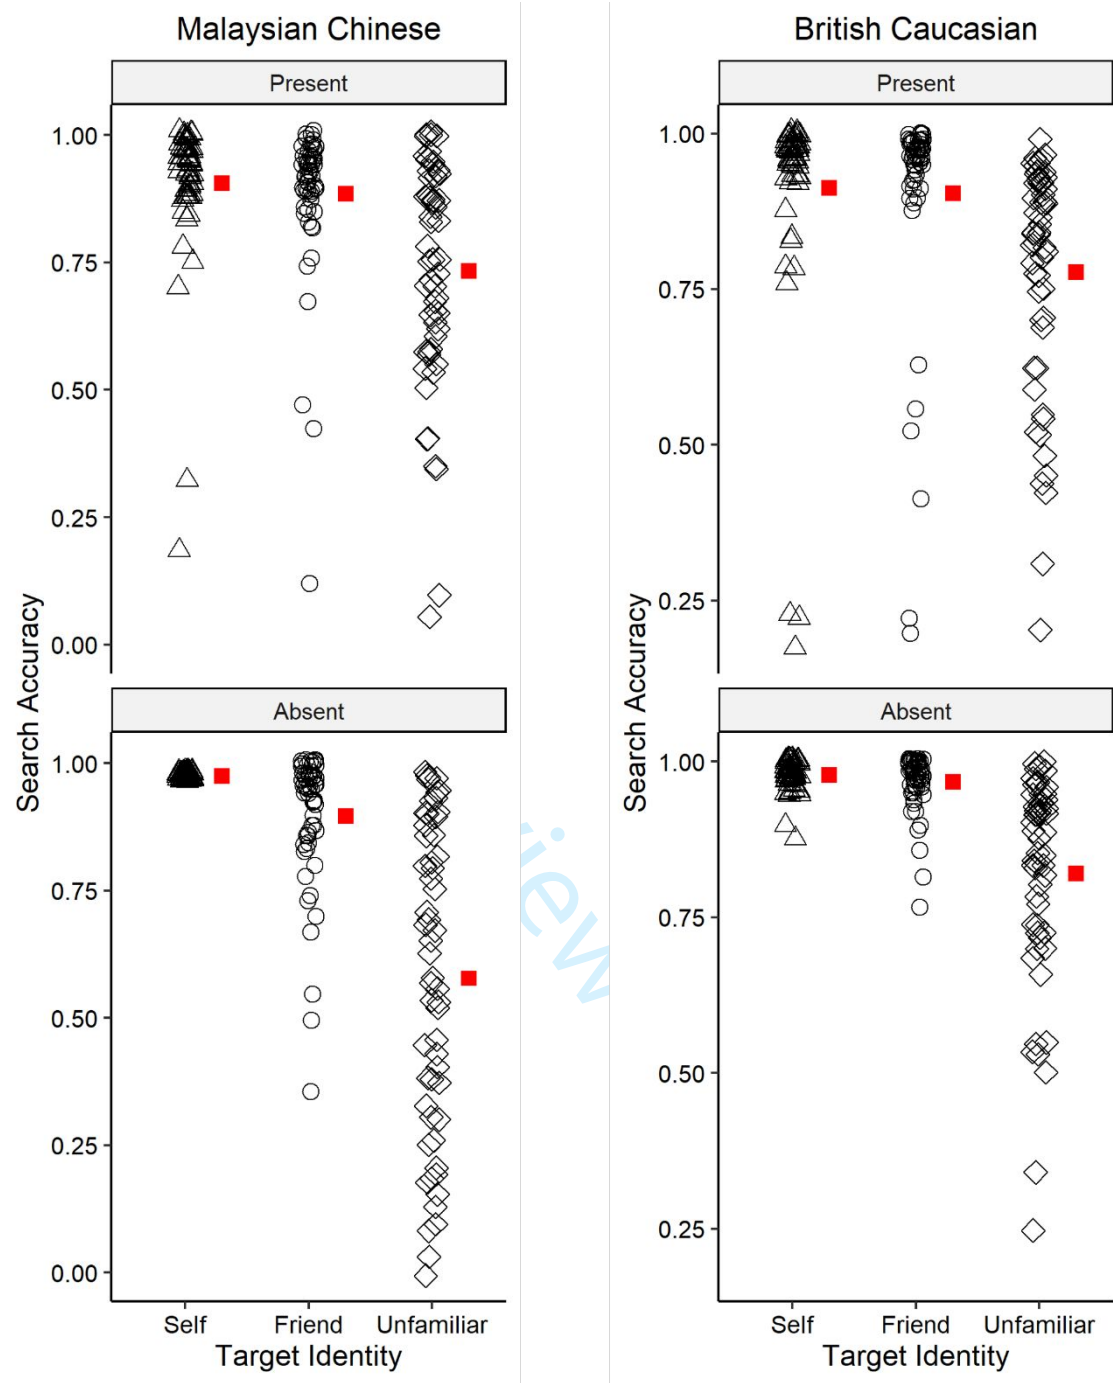 Malaysian Chinese
Present
1.00
0.75
0.50
0.25
0.00
Absent
1.00
0.75
0.50
0.25
0.00
Search Accuracy
Self Friend Unfamiliar
Target Identity
British Caucasian
Present
1.00
0.75
0.50
0.25
Absent
1.00
0.75
0.50
0.25
Search Accuracy
Self Friend Unfamiliar
Target Identity
iew